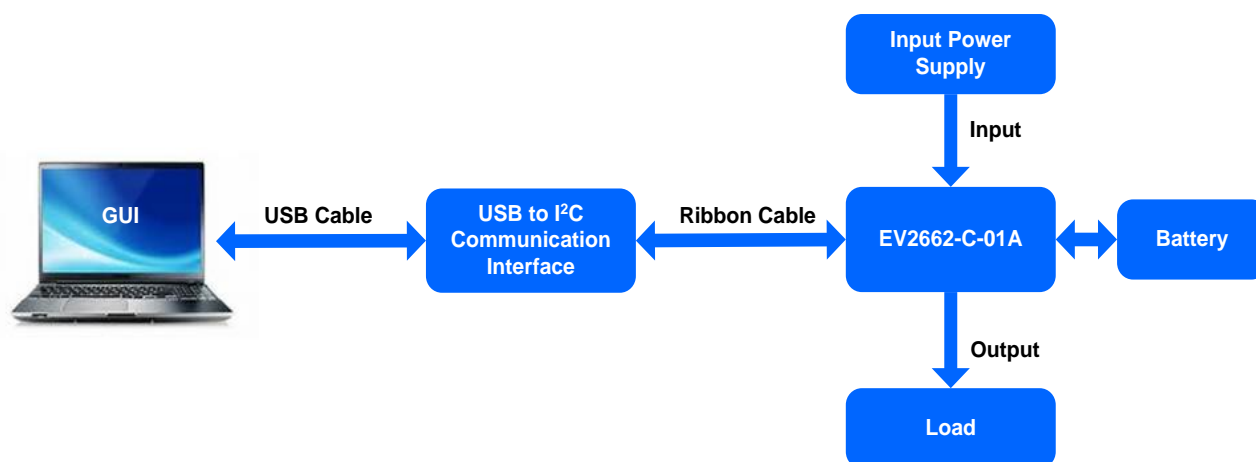 Input Power
Supply
Input
GUI
USB Cable
USB to I²C
Communication
Interface
Ribbon Cable
EV2662-C-01A
Battery
Output
Load